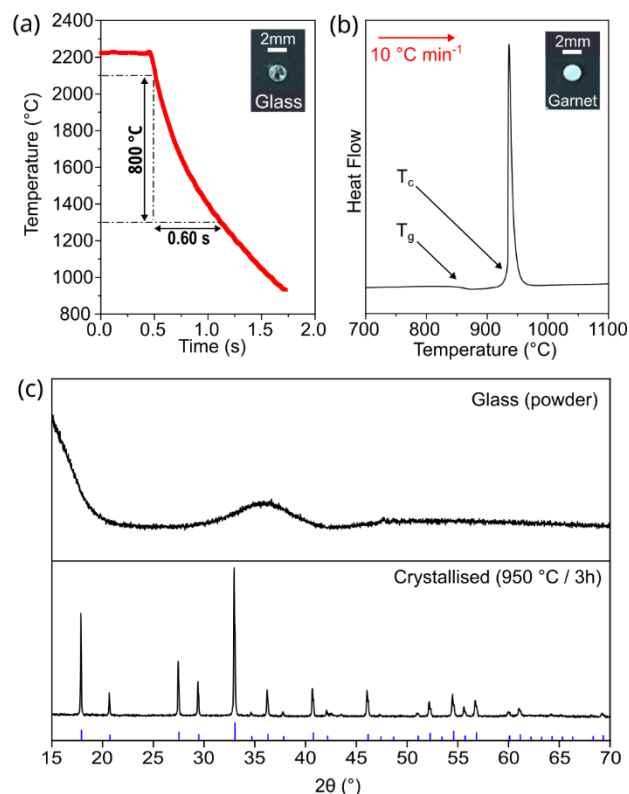 (a)
2200
2000
1800
1600
1400
1200
1000
800
Temperature (°C)
2mm
Glass
800 °C
0.60 s
0.0 0.5 1.0 1.5 2.0
Time (s)
(b)
10 °C min⁻¹
2mm
Garnet
Heat Flow
Tc
Tg
700 800 900 1000 1100
Temperature (°C)
(c)
Glass (powder)
Crystallised (950 °C / 3h)
15 20 25 30 35 40 45 50 55 60 65 70
2θ (°)